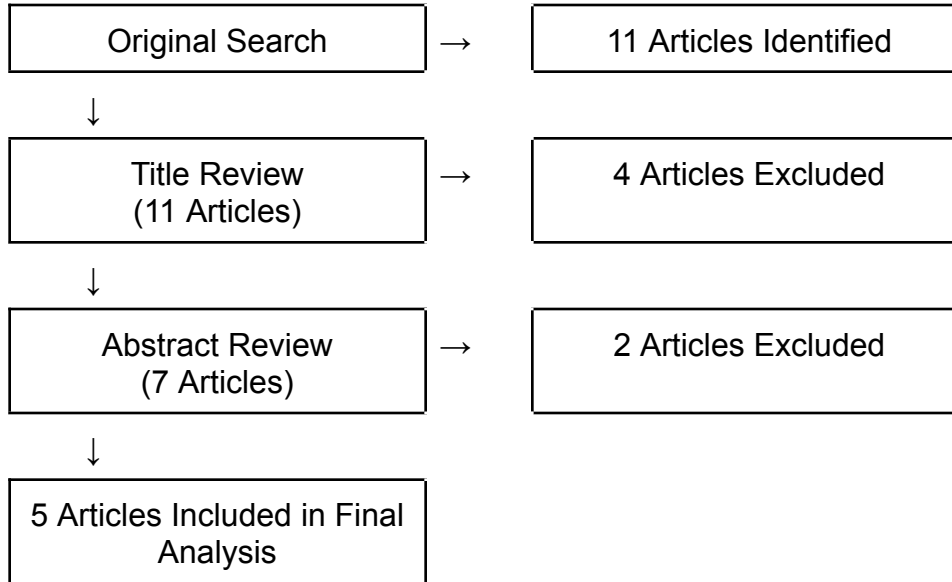 Original Search
→
11 Articles Identified
↓
Title Review
(11 Articles)
→
4 Articles Excluded
↓
Abstract Review
(7 Articles)
→
2 Articles Excluded
↓
5 Articles Included in Final
Analysis